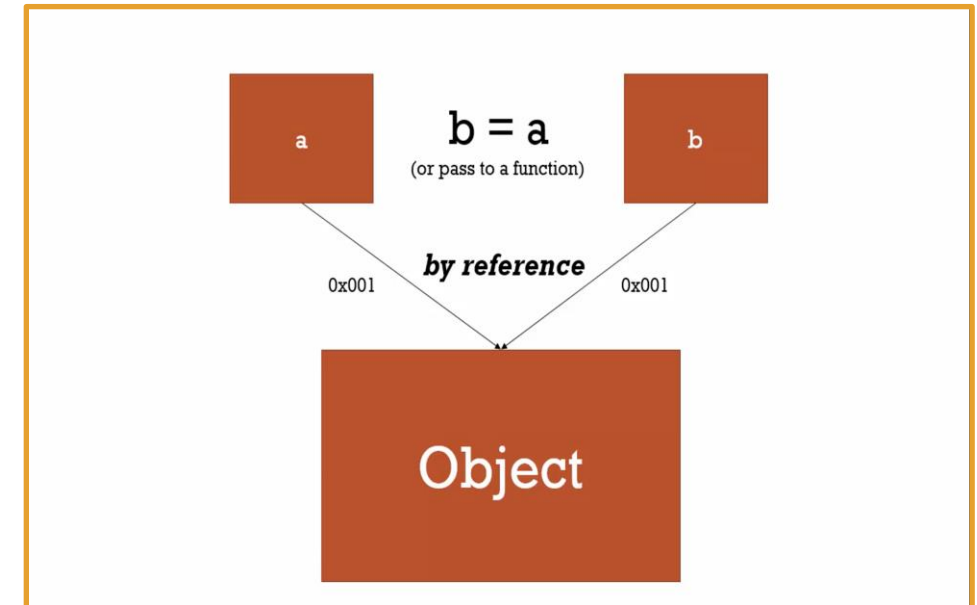 a
b = a
b
(or pass to a function)
by reference
0x001
0x001
Object